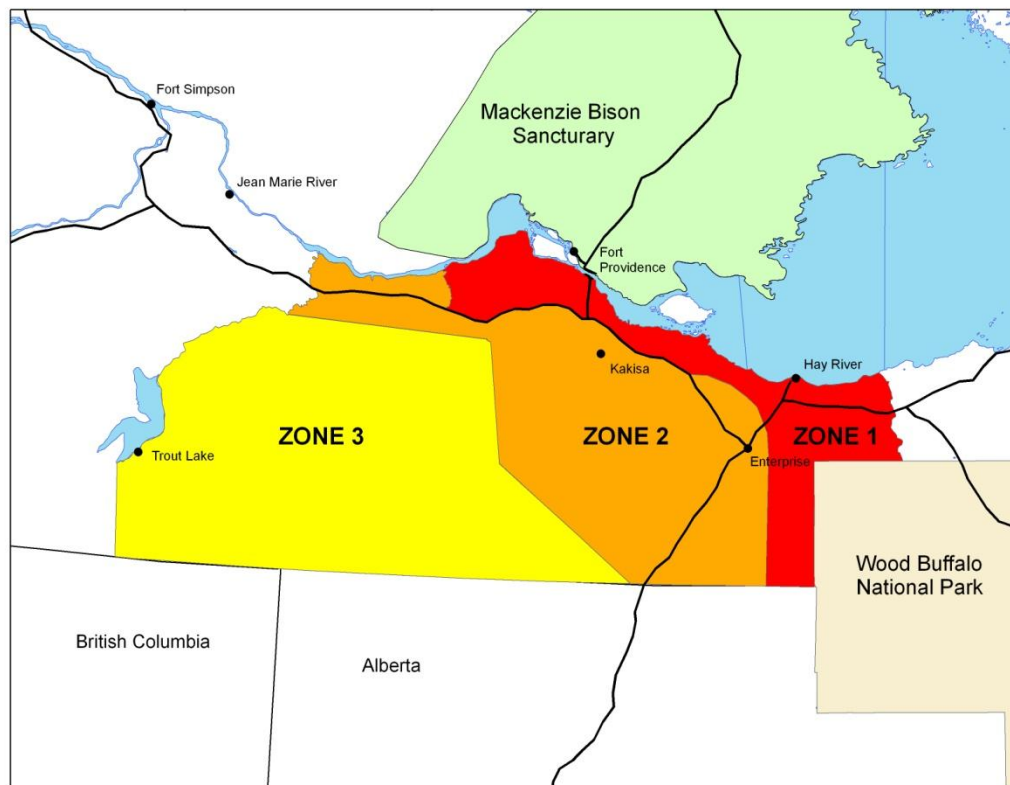 Fort Simpson
Mackenzie Bison
Sancturary
Jean Marie River
Fort
Providence
Kakisa
Hay River
ZONE 3
ZONE 2
ZONE 1
Trout Lake
Enterprise
Wood Buffalo
National Park
British Columbia
Alberta